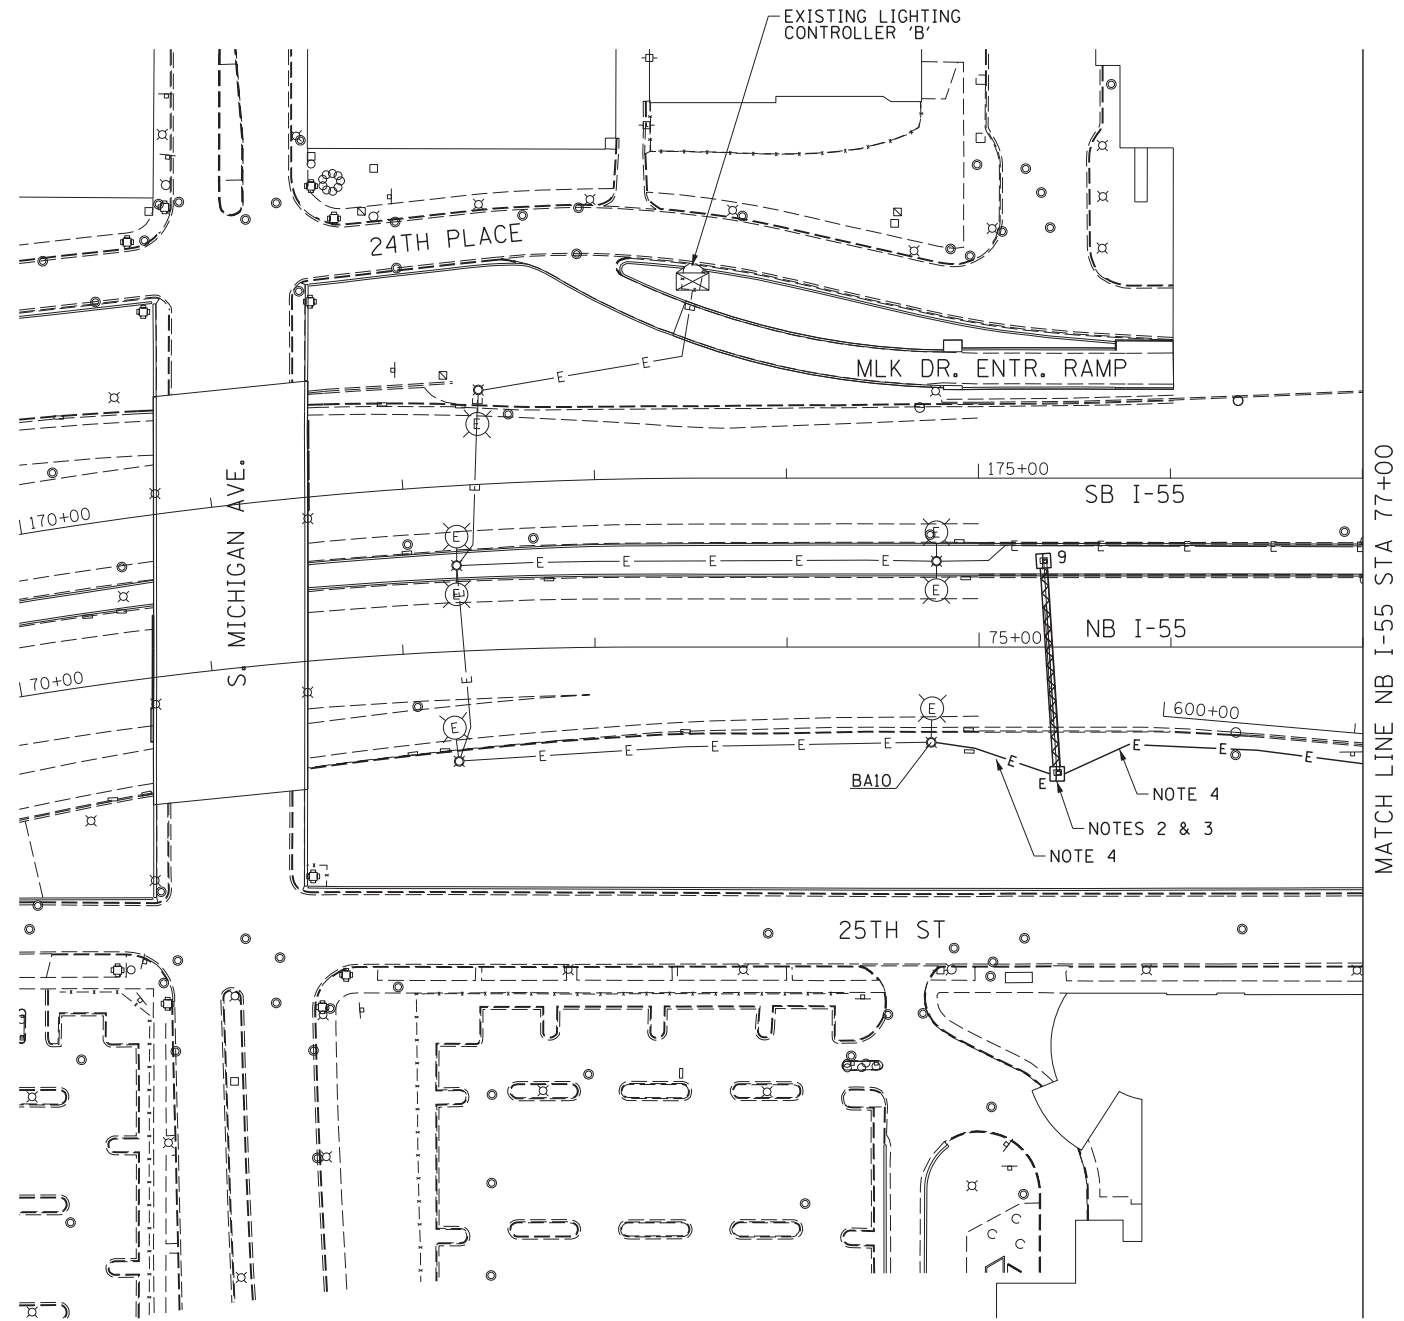 EXISTING LIGHTING
CONTROLLER 'B'
24TH PLACE
MLK DR. ENTR. RAMP
E
E
E
E
175+00
SB I-55
170+00
S. MICHIGAN AVE.
E
E
E
E
E
E
E
E
E
E
E
E
9
E
E
E
NB I-55
75+00
70+00
E
600+00
E
E
E
E
E
E
E
E
E
E
E
E
BA10
E
NOTE 4
NOTES 2 & 3
NOTE 4
25TH ST
MATCH LINE NB I-55 STA 77+00